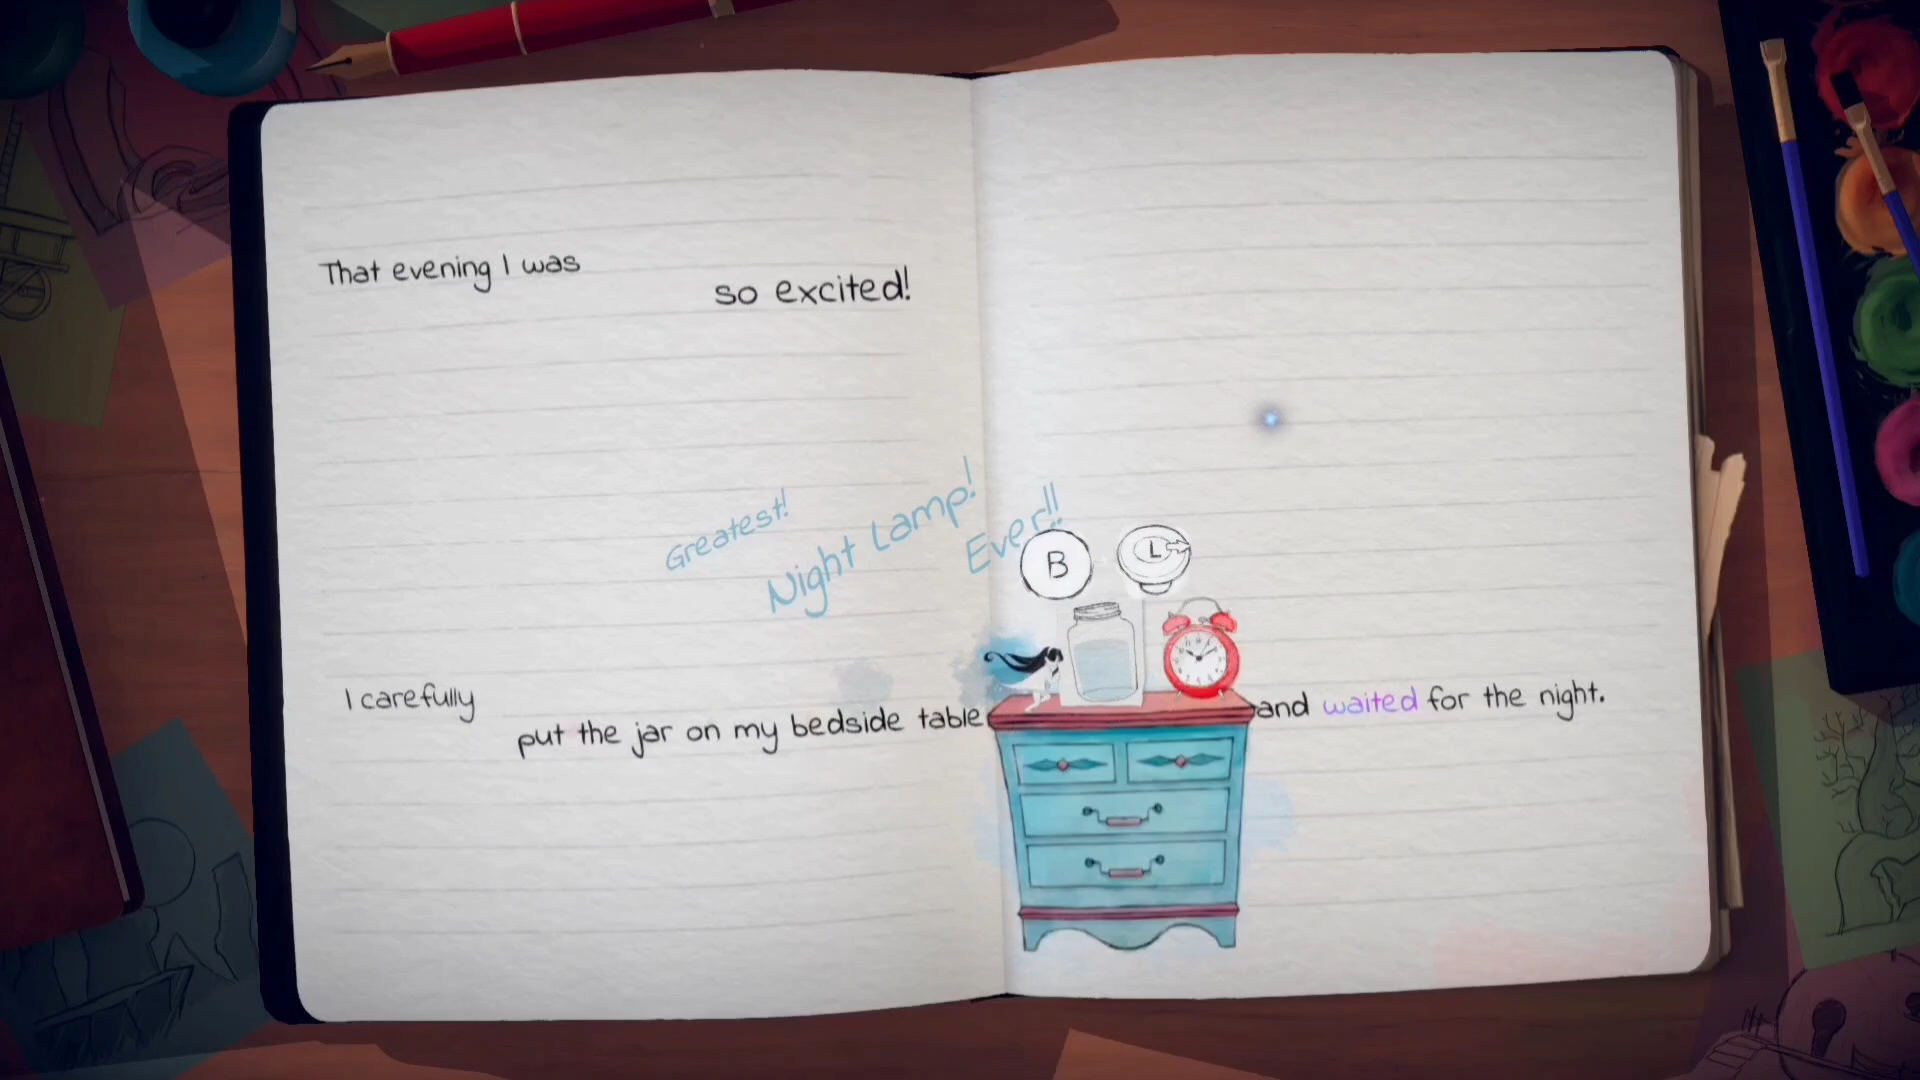 That evening I was
so excited!
Greatest!
Night Lamp!
Ever!!
B
L
I carefully
put the jar on my bedside table
and waited for the night.